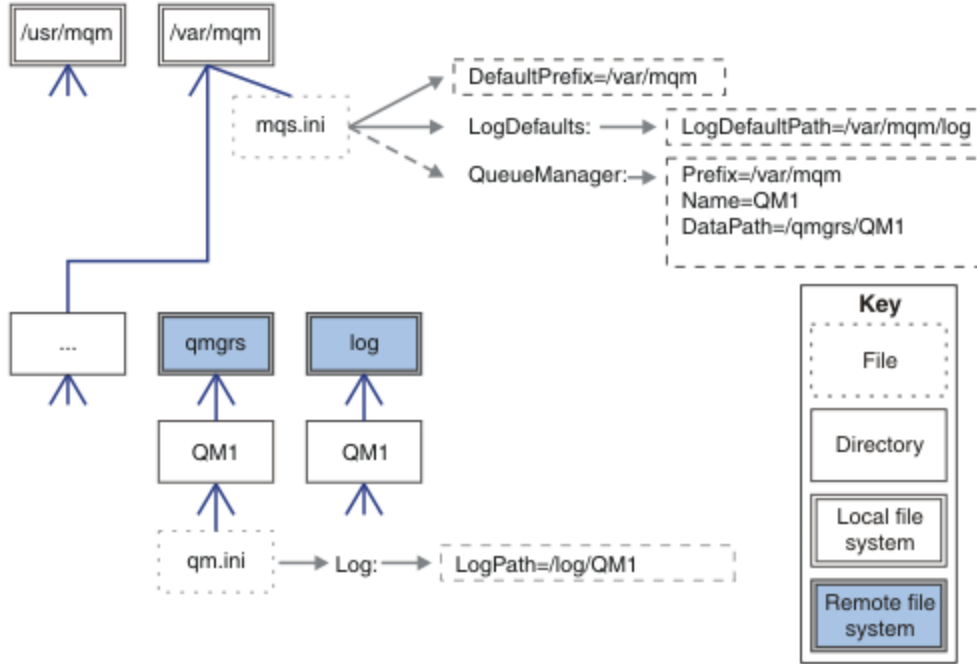 /usr/mqm
/var/mqm
mqs.ini
DefaultPrefix=/var/mqm
LogDefaults:
LogDefaultPath=/var/mqm/log
QueueManager:
Prefix=/var/mqm
Name=QM1
DataPath=/qmgrs/QM1
...
qmgrs
log
QM1
QM1
qm.ini
Log:
LogPath=/log/QM1
Key
File
Directory
Local file
system
Remote file
system